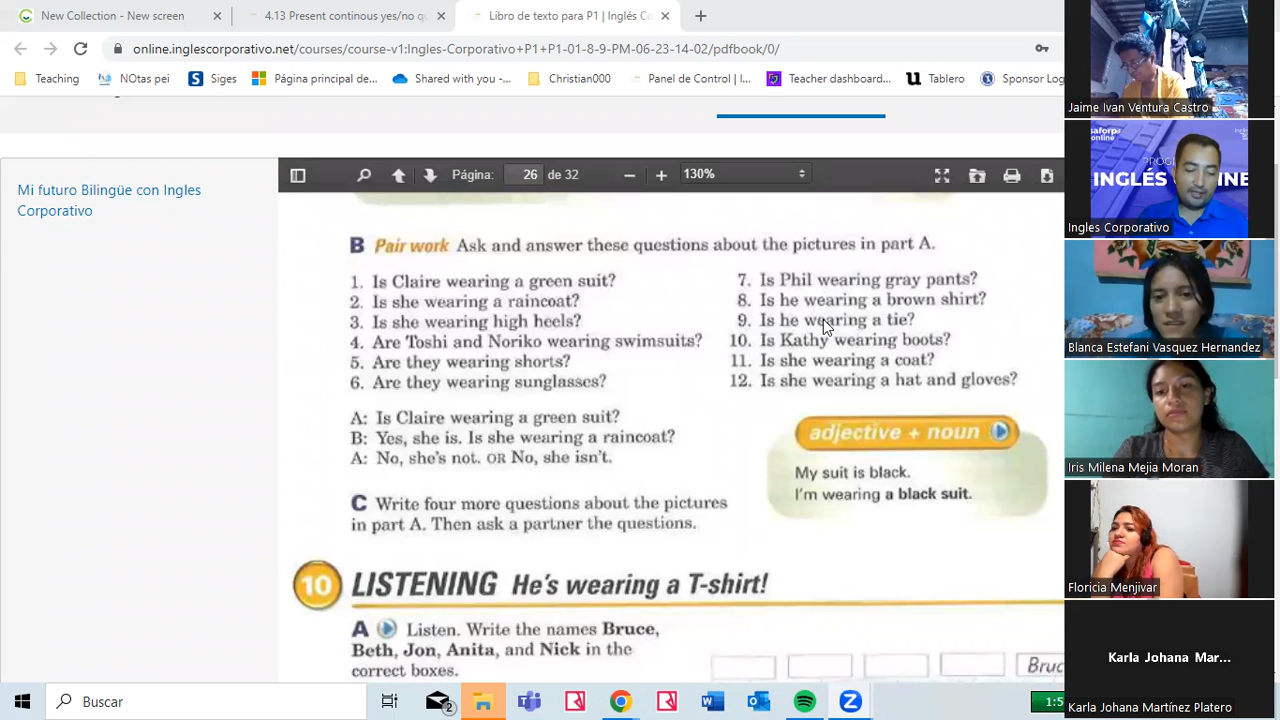 New Collection - New screen
4.13 Present continous yes/no q
Libro de texto para P1 | Inglés C
online.inglescorporativo.net/courses/course-v1:Ingles-Corporativo+P1+P1-01-8-9-PM-06-23-14-02/pdfbook/0/
Teaching
NOtas pei
Siges
Página principal de...
Shared with you -...
Christian000
Panel de Control | I...
Teacher dashboard...
Tablero
Sponsor Log
Mi futuro Bilingüe con Ingles
Corporativo
Página:
26
de 32
130%
B Pair work Ask and answer these questions about the pictures in part A.
1. Is Claire wearing a green suit?
2. Is she wearing a raincoat?
3. Is she wearing high heels?
4. Are Toshi and Noriko wearing swimsuits?
5. Are they wearing shorts?
6. Are they wearing sunglasses?
7. Is Phil wearing gray pants?
8. Is he wearing a brown shirt?
9. Is he wearing a tie?
10. Is Kathy wearing boots?
11. Is she wearing a coat?
12. Is she wearing a hat and gloves?
A: Is Claire wearing a green suit?
B: Yes, she is. Is she wearing a raincoat?
A: No, she's not. OR No, she isn't.
adjective + noun
My suit is black.
I'm wearing a black suit.
C Write four more questions about the pictures
in part A. Then ask a partner the questions.
10 LISTENING He's wearing a T-shirt!
A Listen. Write the names Bruce,
Beth, Jon, Anita, and Nick in the
correct boxes.
Bruc
Jaime Ivan Ventura Castro
saforp
online
PROG
INGLÉS ONLINE
Ingles Corporativo
Blanca Estefani Vasquez Hernandez
Iris Milena Mejia Moran
Floricia Menjivar
Karla Johana Mar...
Karla Johana Martínez Platero
Buscar
2
1:5